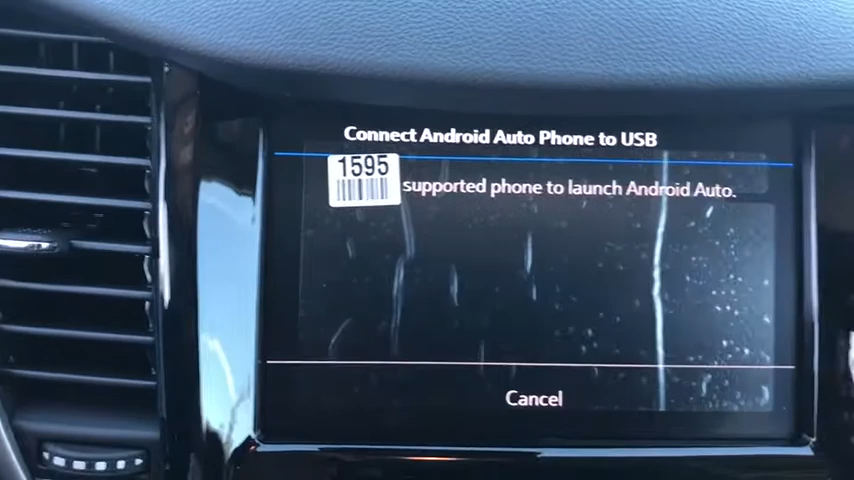 Connect Android Auto Phone to USB
1595
supported phone to launch Android Auto.
Cancel